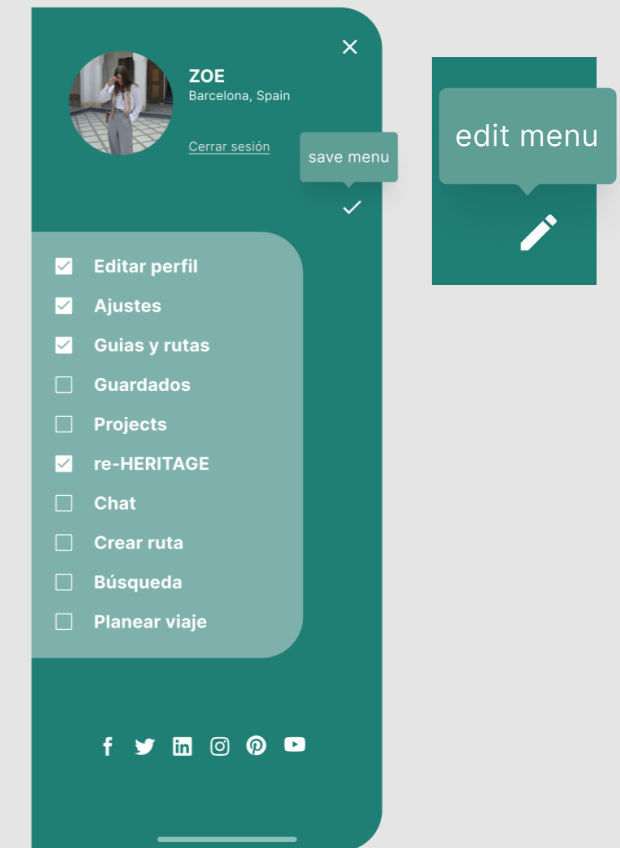 ZOE
Barcelona, Spain
Cerrar sesión
save menu
edit menu
Editar perfil
Ajustes
Guias y rutas
Guardados
Projects
re-HERITAGE
Chat
Crear ruta
Búsqueda
Planear viaje